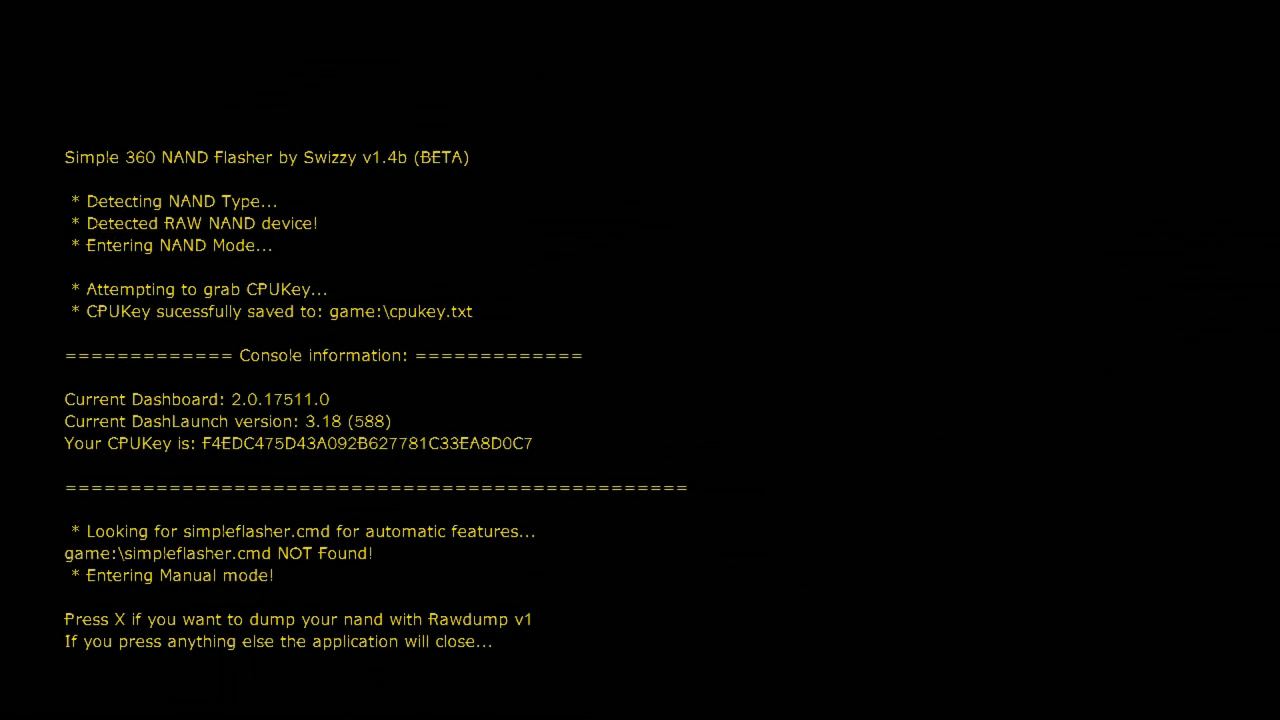 Simple 360 NAND Flasher by Swizzy v1.4b (BETA)
* Detecting NAND Type...
* Detected RAW NAND device!
* Entering NAND Mode...
* Attempting to grab CPUKey...
* CPUKey sucessfully saved to: game:\cpukey.txt
============= Console information: =============
Current Dashboard: 2.0.17511.0
Current DashLaunch version: 3.18 (588)
Your CPUKey is: F4EDC475D43A092B627781C33EA8D0C7
================================================
* Looking for simpleflasher.cmd for automatic features...
game:\simpleflasher.cmd NOT Found!
* Entering Manual mode!
Press X if you want to dump your nand with Rawdump v1
If you press anything else the application will close...